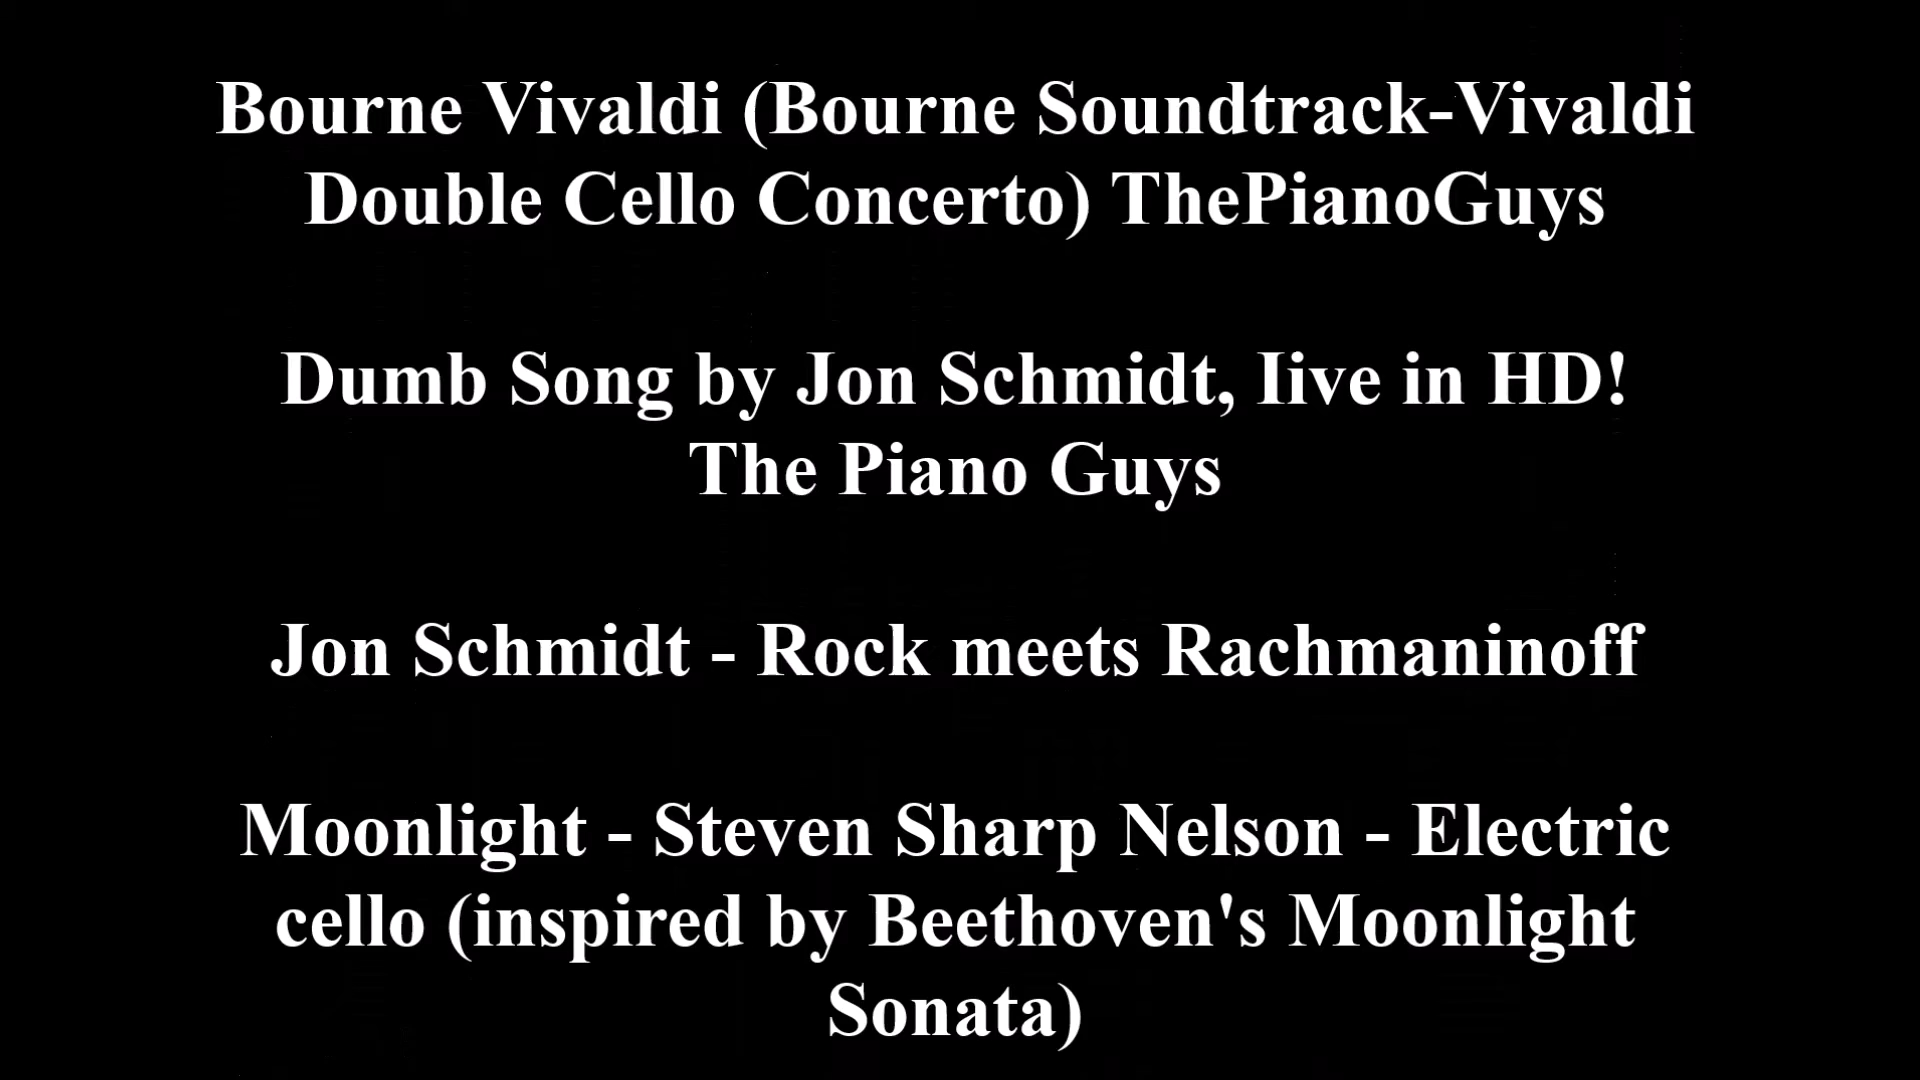 Bourne Vivaldi (Bourne Soundtrack-Vivaldi
Double Cello Concerto) ThePianoGuys
Dumb Song by Jon Schmidt, Iive in HD!
The Piano Guys
Jon Schmidt - Rock meets Rachmaninoff
Moonlight - Steven Sharp Nelson - Electric
cello (inspired by Beethoven's Moonlight
Sonata)